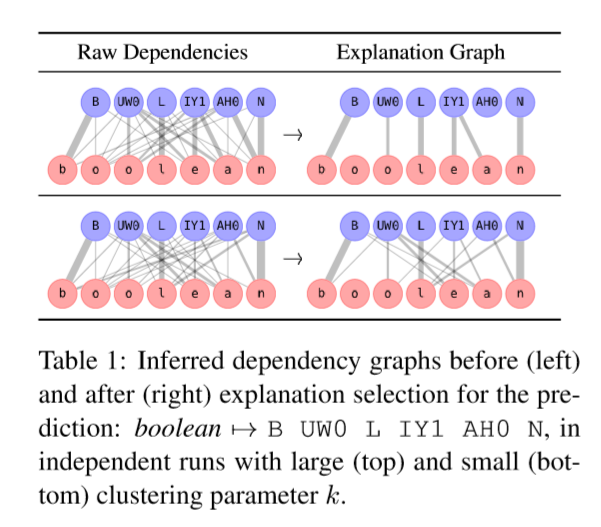 Raw Dependencies Explanation Graph
B UW0 L IY1 AH0 N B UW0 L IY1 AH0 N
→
b o o l e a n b o o l e a n
B UW0 L IY1 AH0 N B UW0 L IY1 AH0 N
→
b o o l e a n b o o l e a n
Table 1: Inferred dependency graphs before (left)
and after (right) explanation selection for the pre-
diction: boolean ↦ B UW0 L IY1 AH0 N, in
independent runs with large (top) and small (bot-
tom) clustering parameter k.